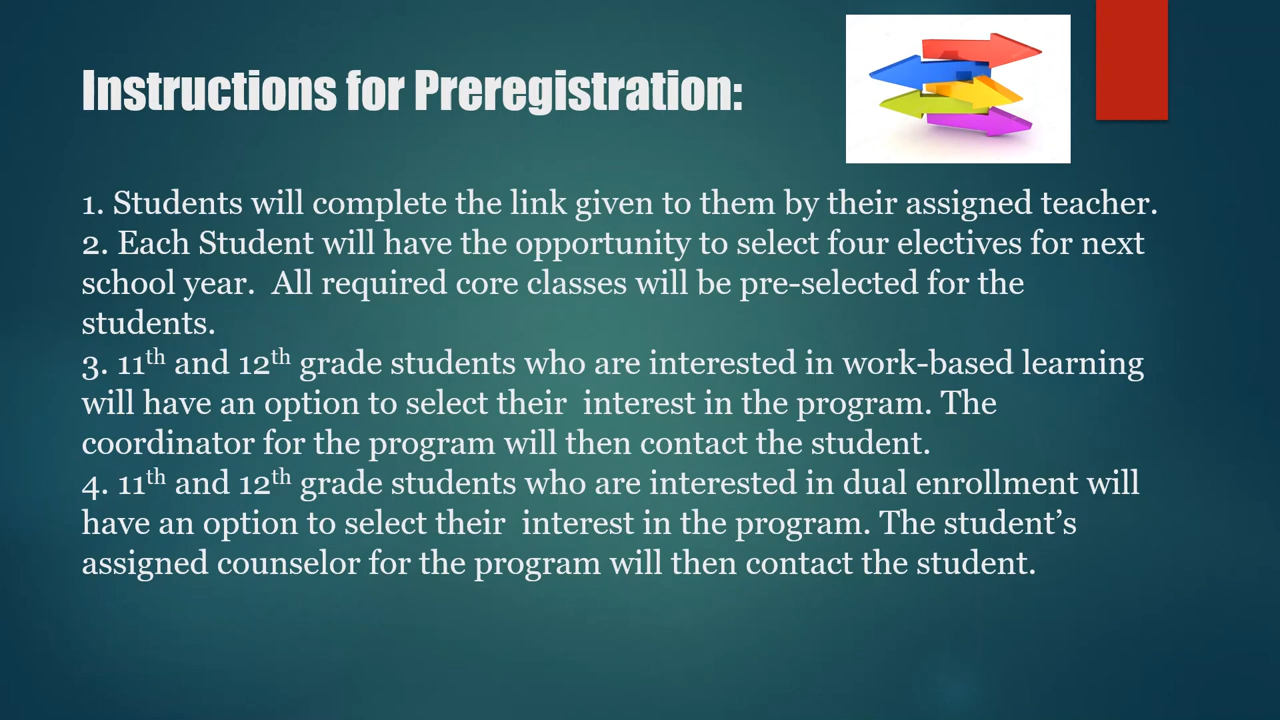 Instructions for Preregistration:
1. Students will complete the link given to them by their assigned teacher.
2. Each Student will have the opportunity to select four electives for next
school year.  All required core classes will be pre-selected for the
students.
3. 11th and 12th grade students who are interested in work-based learning
will have an option to select their  interest in the program. The
coordinator for the program will then contact the student.
4. 11th and 12th grade students who are interested in dual enrollment will
have an option to select their  interest in the program. The student’s
assigned counselor for the program will then contact the student.